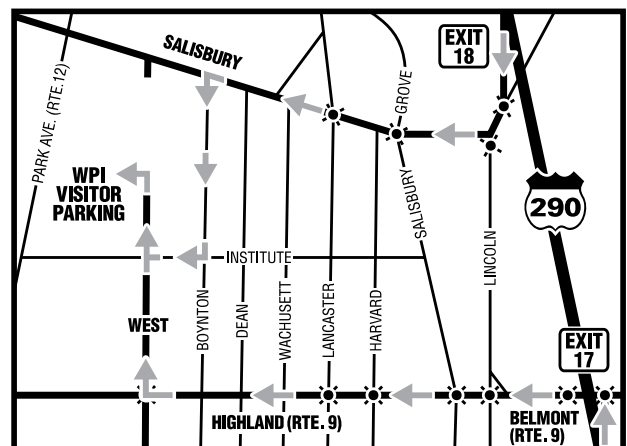 SALISBURY
EXIT
18
PARK AVE. (RTE.12)
GROVE
WPI
VISITOR
PARKING
290
SALISBURY
INSTITUTE
LINCOLN
WEST
BOYNTON
DEAN
WACHUSETT
LANCASTER
HARVARD
EXIT
17
HIGHLAND (RTE. 9)
BELMONT
(RTE. 9)